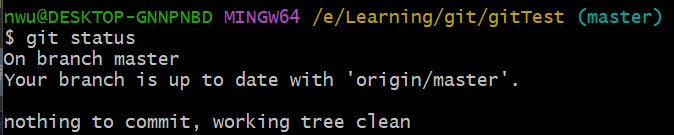 nwu@DESKTOP-GNNPNBD MINGW64 /e/Learning/git/gitTest (master)
$ git status
On branch master
Your branch is up to date with 'origin/master'.

nothing to commit, working tree clean